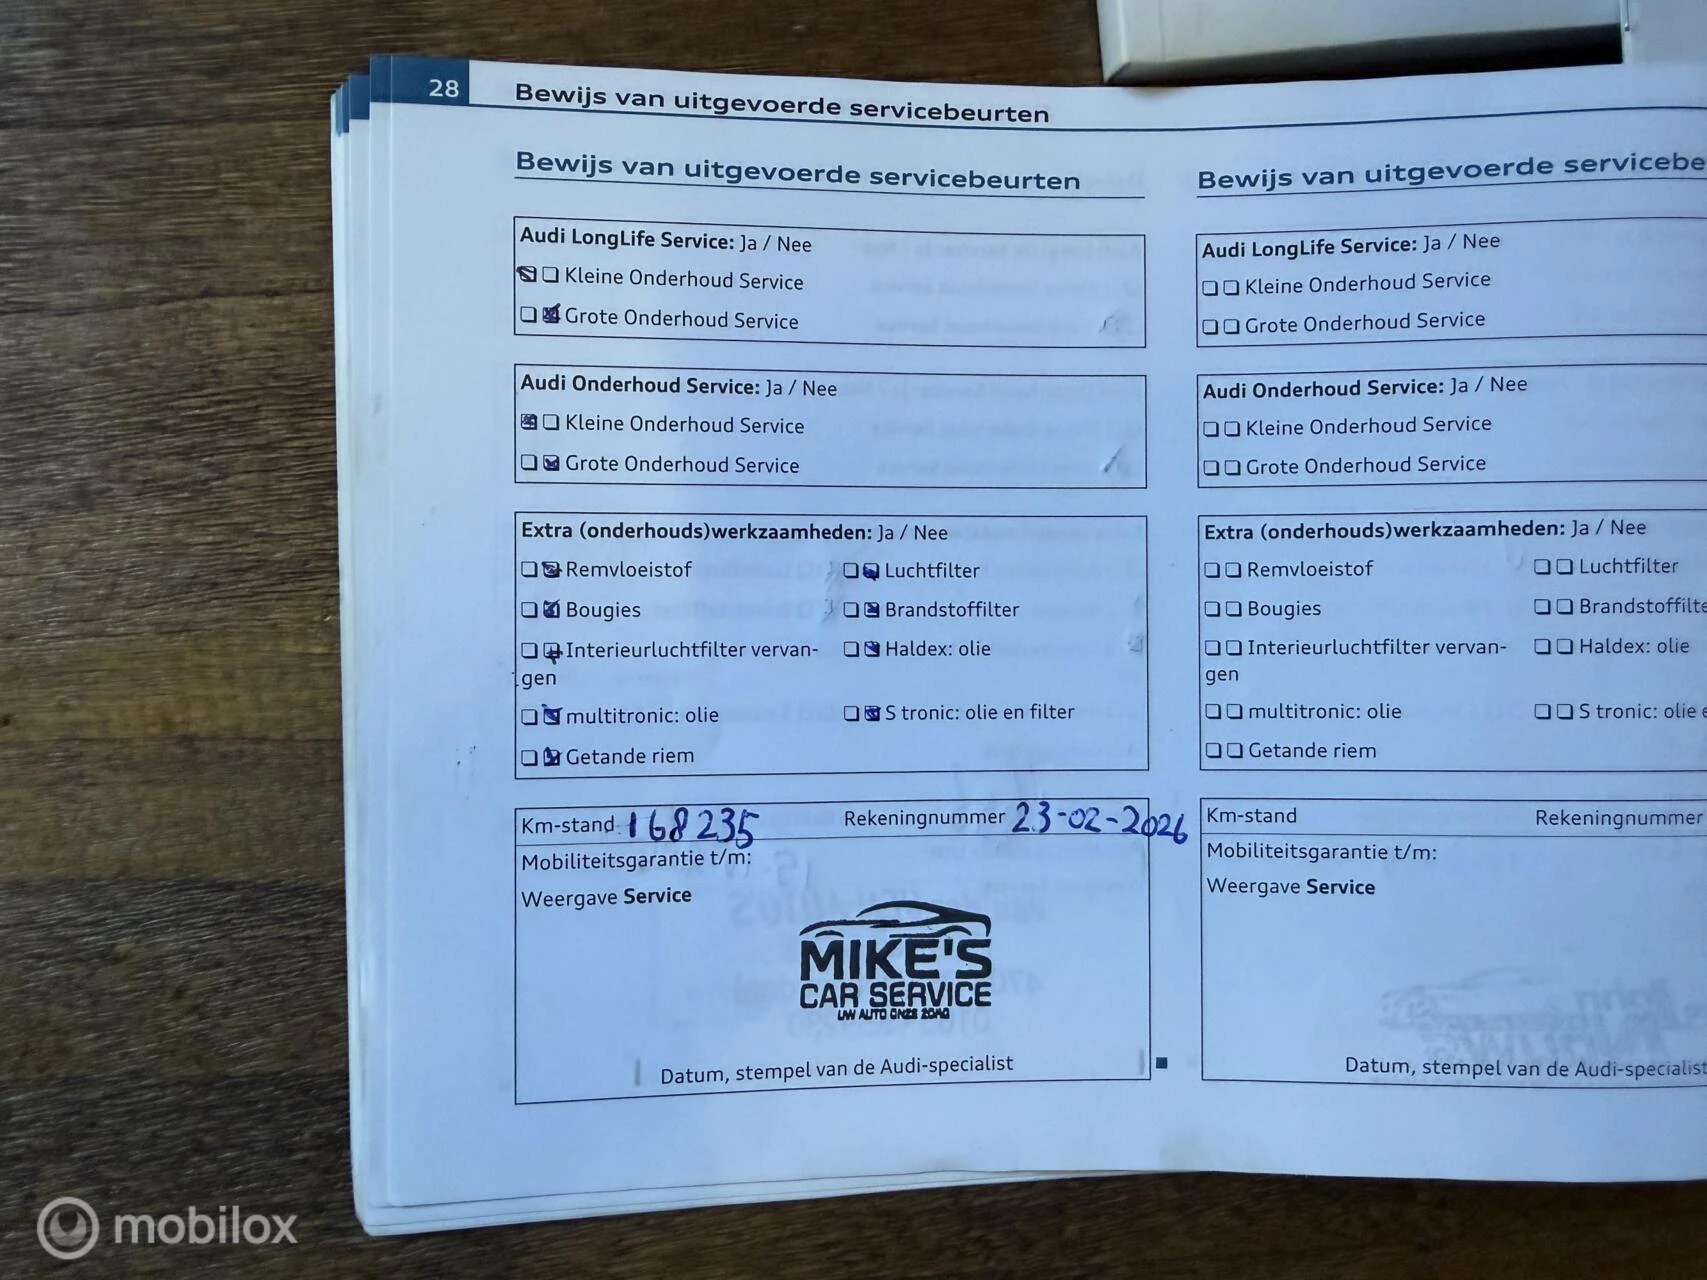 28 Bewijs van uitgevoerde servicebeurten
Bewijs van uitgevoerde servicebeurten
Audi LongLife Service: Ja / Nee
Kleine Onderhoud Service
Grote Onderhoud Service
Audi Onderhoud Service: Ja / Nee
Kleine Onderhoud Service
Grote Onderhoud Service
Extra (onderhouds)werkzaamheden: Ja / Nee
Remvloeistof Luchtfilter
Bougies Brandstoffilter
Interieurluchtfilter vervan- Haldex: olie
gen
multitronic: olie S tronic: olie en filter
Getande riem
Km-stand 168235 Rekeningnummer 23-02-2026
Mobiliteitsgarantie t/m:
Weergave Service
MIKE'S
CAR SERVICE
UW AUTO ONZE ZORG
Datum, stempel van de Audi-specialist
Bewijs van uitgevoerde servicebe
Audi LongLife Service: Ja / Nee
Kleine Onderhoud Service
Grote Onderhoud Service
Audi Onderhoud Service: Ja / Nee
Kleine Onderhoud Service
Grote Onderhoud Service
Extra (onderhouds)werkzaamheden: Ja / Nee
Remvloeistof Luchtfilter
Bougies Brandstoffilte
Interieurluchtfilter vervan- Haldex: olie
gen
multitronic: olie S tronic: olie e
Getande riem
Km-stand Rekeningnummer
Mobiliteitsgarantie t/m:
Weergave Service
Datum, stempel van de Audi-specialist
mobilox